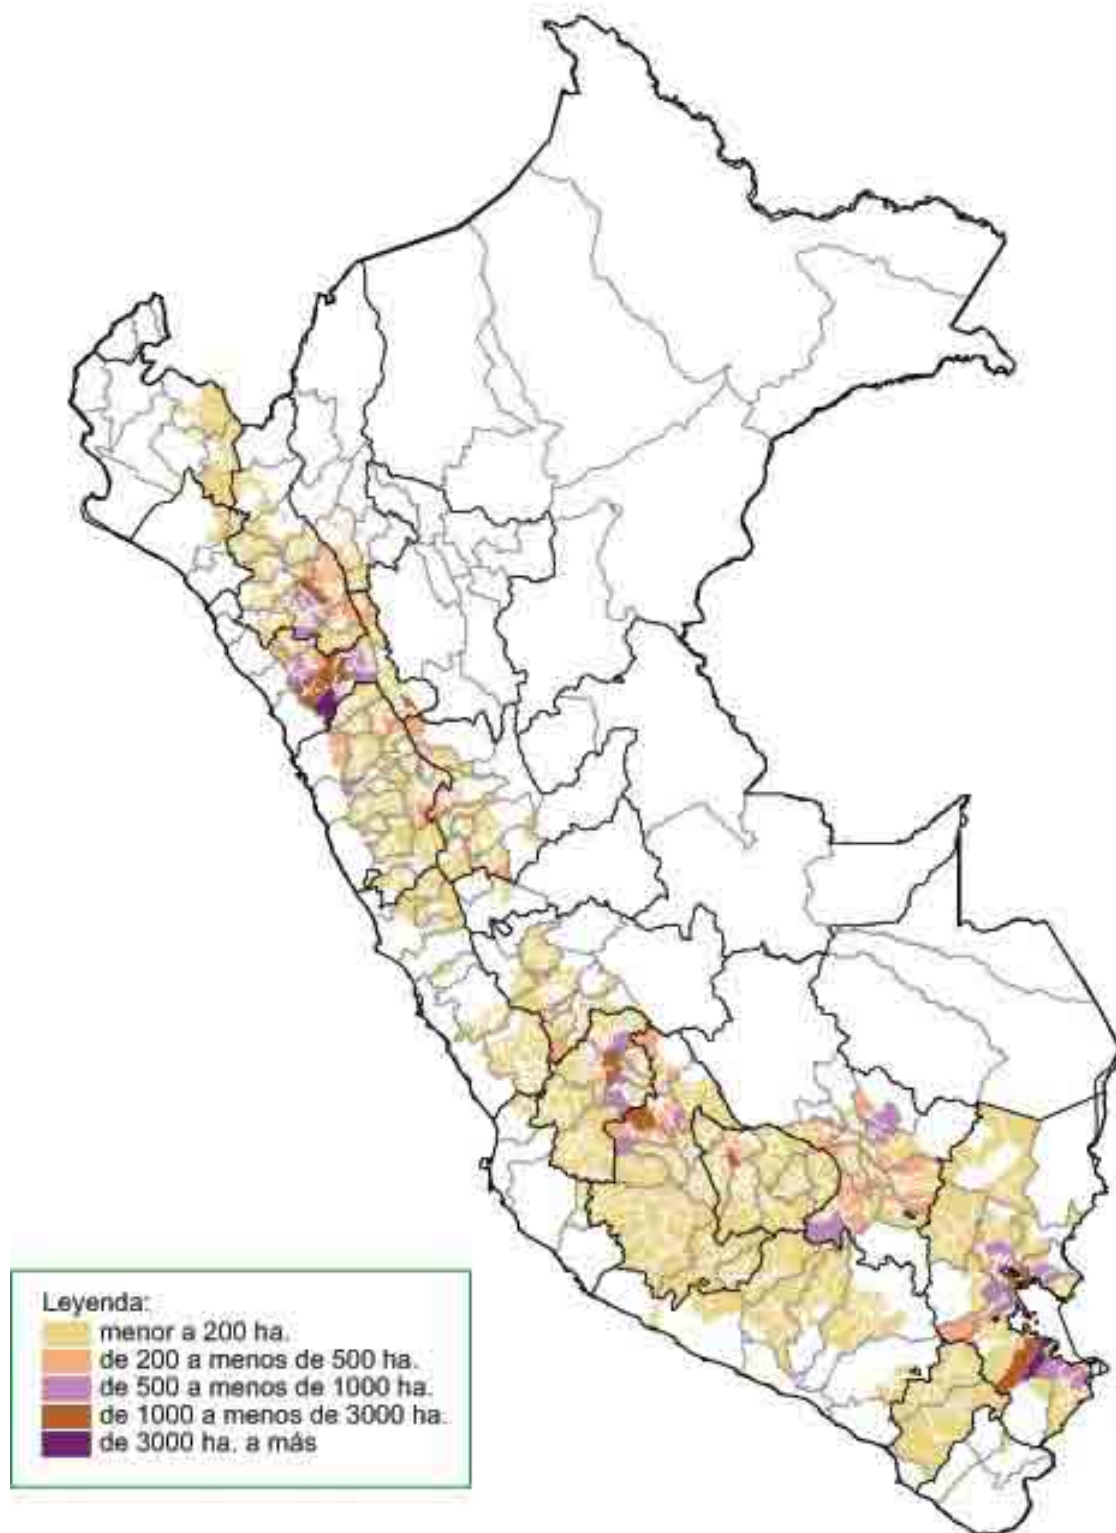 Leyenda:
menor a 200 ha.
de 200 a menos de 500 ha.
de 500 a menos de 1000 ha.
de 1000 a menos de 3000 ha.
de 3000 ha. a más